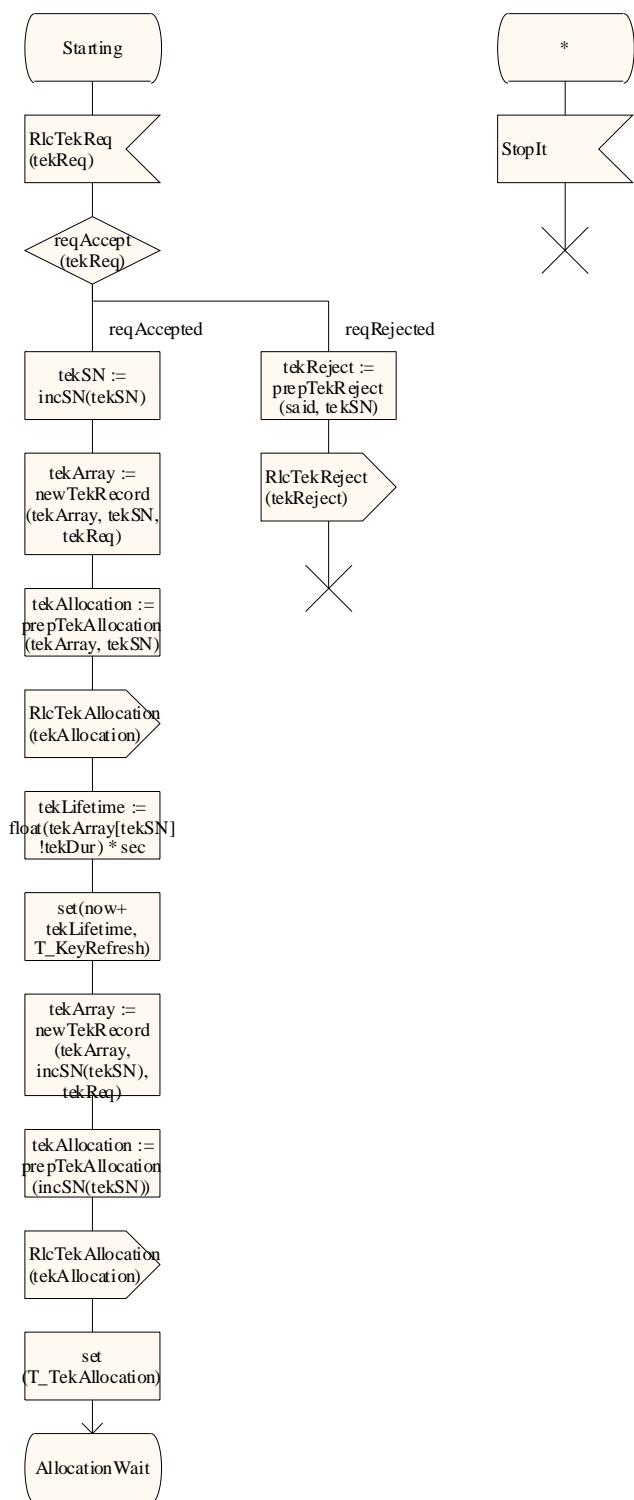 Starting
*
RlcTekReq
(tekReq)
StopIt
reqAccept
(tekReq)
reqAccepted
reqRejected
tekSN :=
incSN(tekSN)
tekReject :=
prepTekReject
(said, tekSN)
tekArray :=
newTekRecord
(tekArray, tekSN,
tekReq)
RlcTekReject
(tekReject)
tekAllocation :=
prepTekAllocation
(tekArray, tekSN)
RlcTekAllocation
(tekAllocation)
tekLifetime :=
float(tekArray[tekSN]
!tekDur) * sec
set(now+
tekLifetime,
T_KeyRefresh)
tekArray :=
newTekRecord
(tekArray,
incSN(tekSN),
tekReq)
tekAllocation :=
prepTekAllocation
(incSN(tekSN))
RlcTekAllocation
(tekAllocation)
set
(T_TekAllocation)
AllocationWait